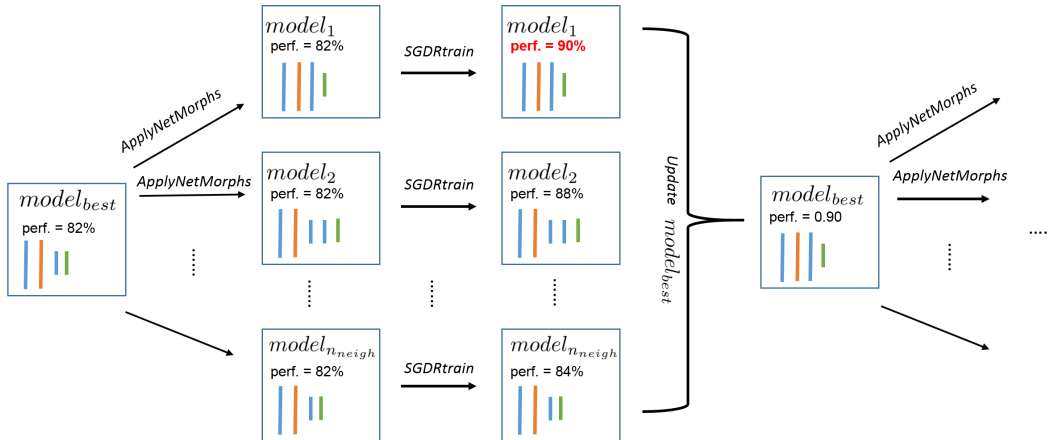 model_best
perf. = 82%
ApplyNetMorphs
ApplyNetMorphs
model_1
perf. = 82%
SGDRtrain
model_1
perf. = 90%
model_2
perf. = 82%
SGDRtrain
model_2
perf. = 88%
model_n_neigh
perf. = 82%
SGDRtrain
model_n_neigh
perf. = 84%
Update model_best
model_best
perf. = 0.90
ApplyNetMorphs
ApplyNetMorphs
....